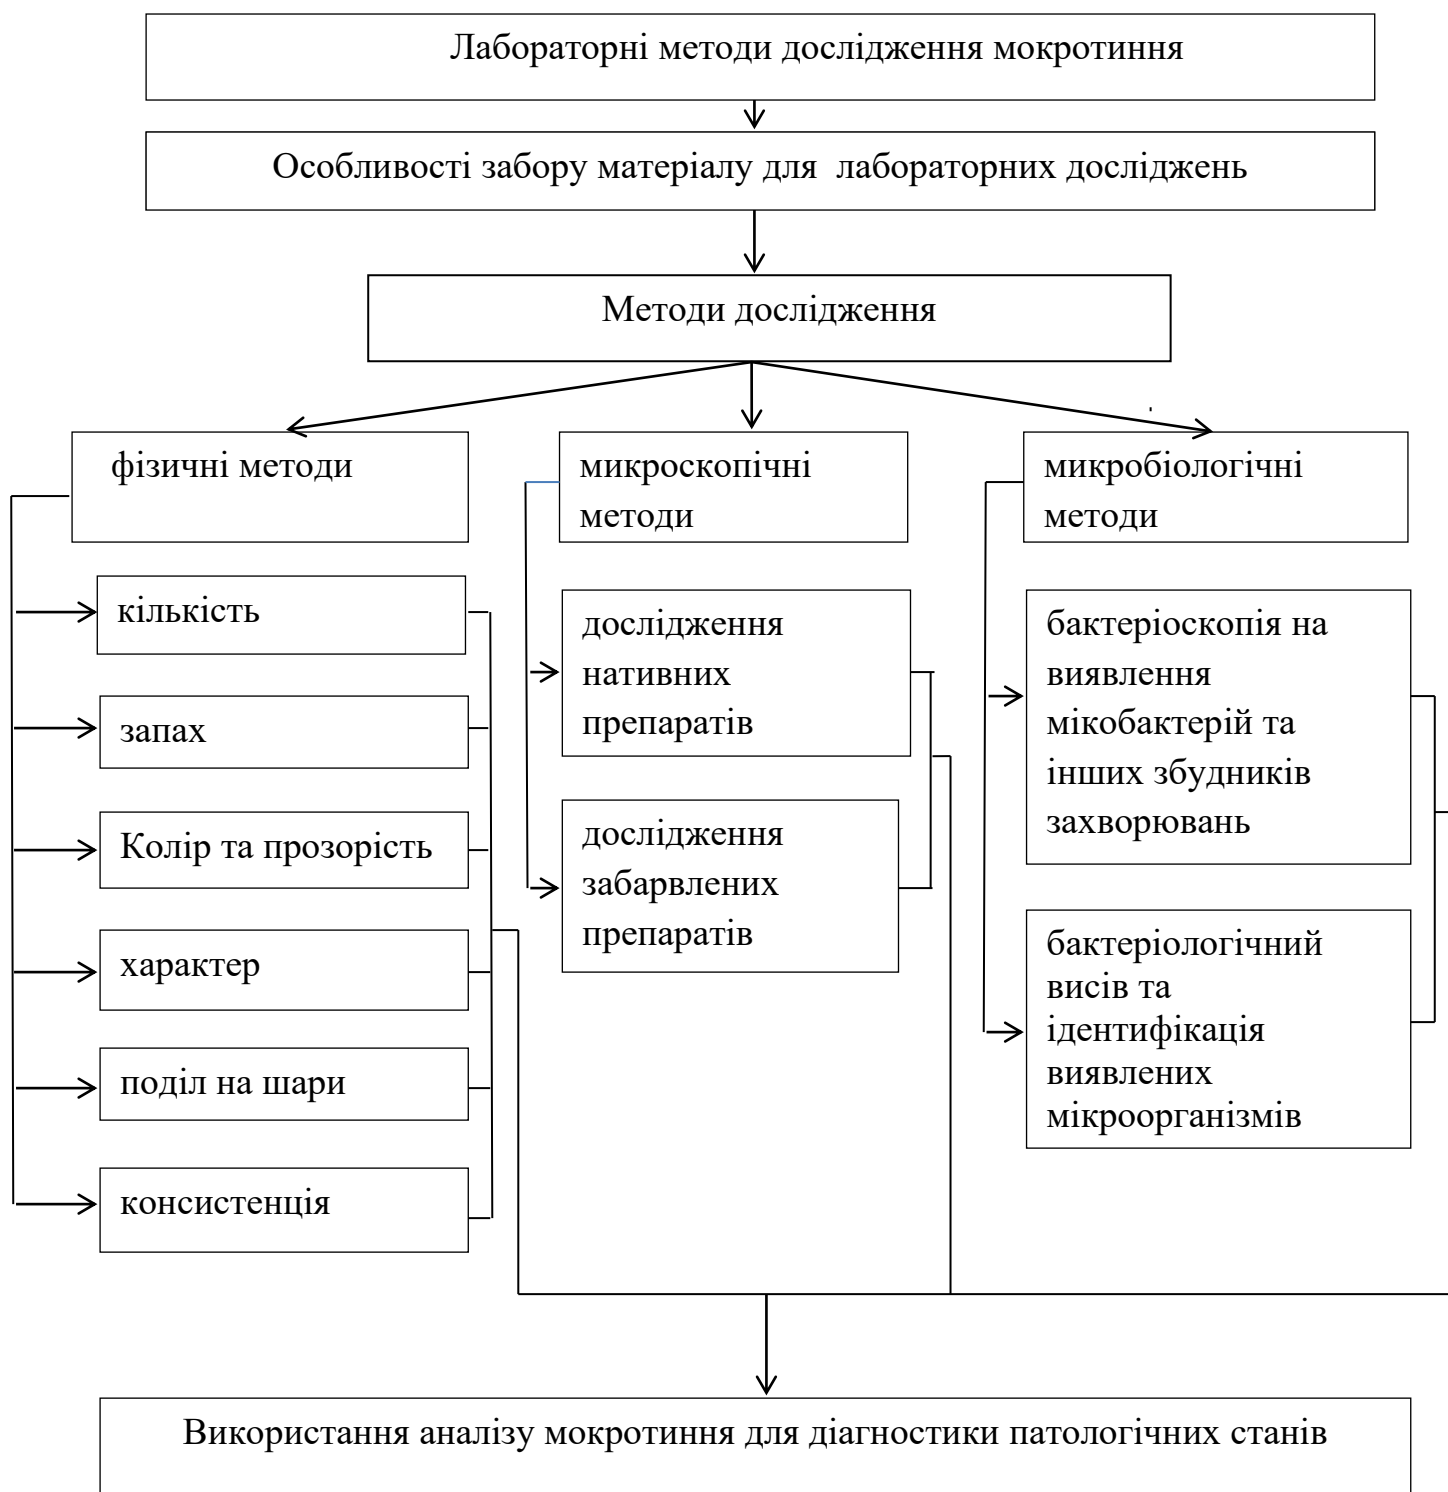 Лабораторні методи дослідження мокротиння
Особливості забору матеріалу для лабораторних досліджень
Методи дослідження
фізичні методи
кількість
запах
Колір та прозорість
характер
поділ на шари
консистенція
микроскопічні
методи
дослідження
нативних
препаратів
дослідження
забарвлених
препаратів
микробіологічні
методи
бактеріоскопія на
виявлення
мікобактерій та
інших збудників
захворювань
бактеріологічний
висів та
ідентифікація
виявлених
мікроорганізмів
Використання аналізу мокротиння для діагностики патологічних станів